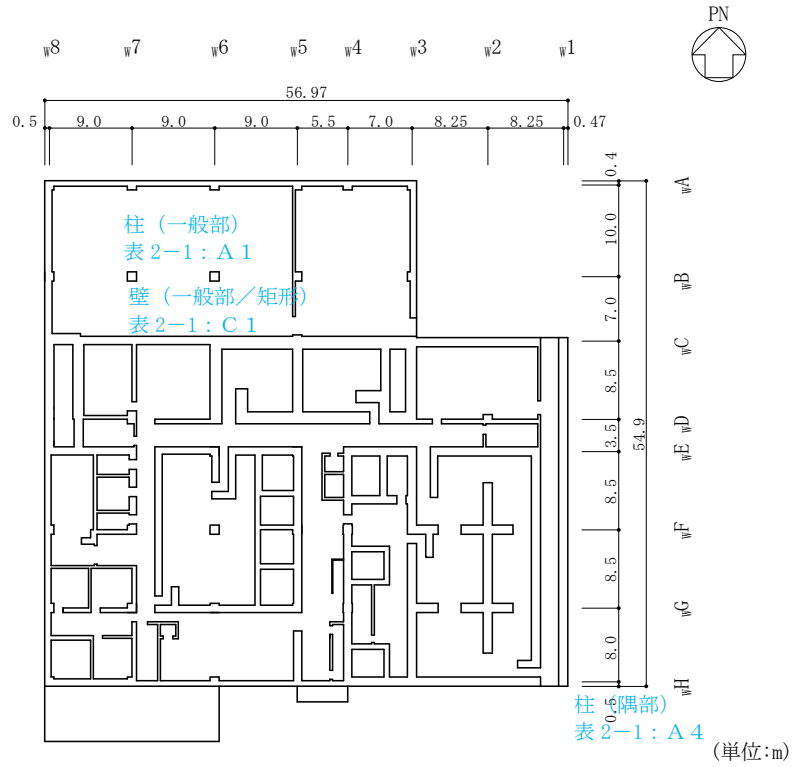 PN
w8 w7 w6 w5 w4 w3 w2 w1
56.97
0.5 9.0 9.0 9.0 5.5 7.0 8.25 8.25 0.47
0.4
wA
柱（一般部）
表2-1：A1
10.0
wB
壁（一般部／矩形）
表2-1：C1
7.0
wC
8.5
wD
3.5
54.9
wE
8.5
wF
8.5
wG
8.0
wH
0.5
柱（隅部）
表2-1：A4
(単位:m)